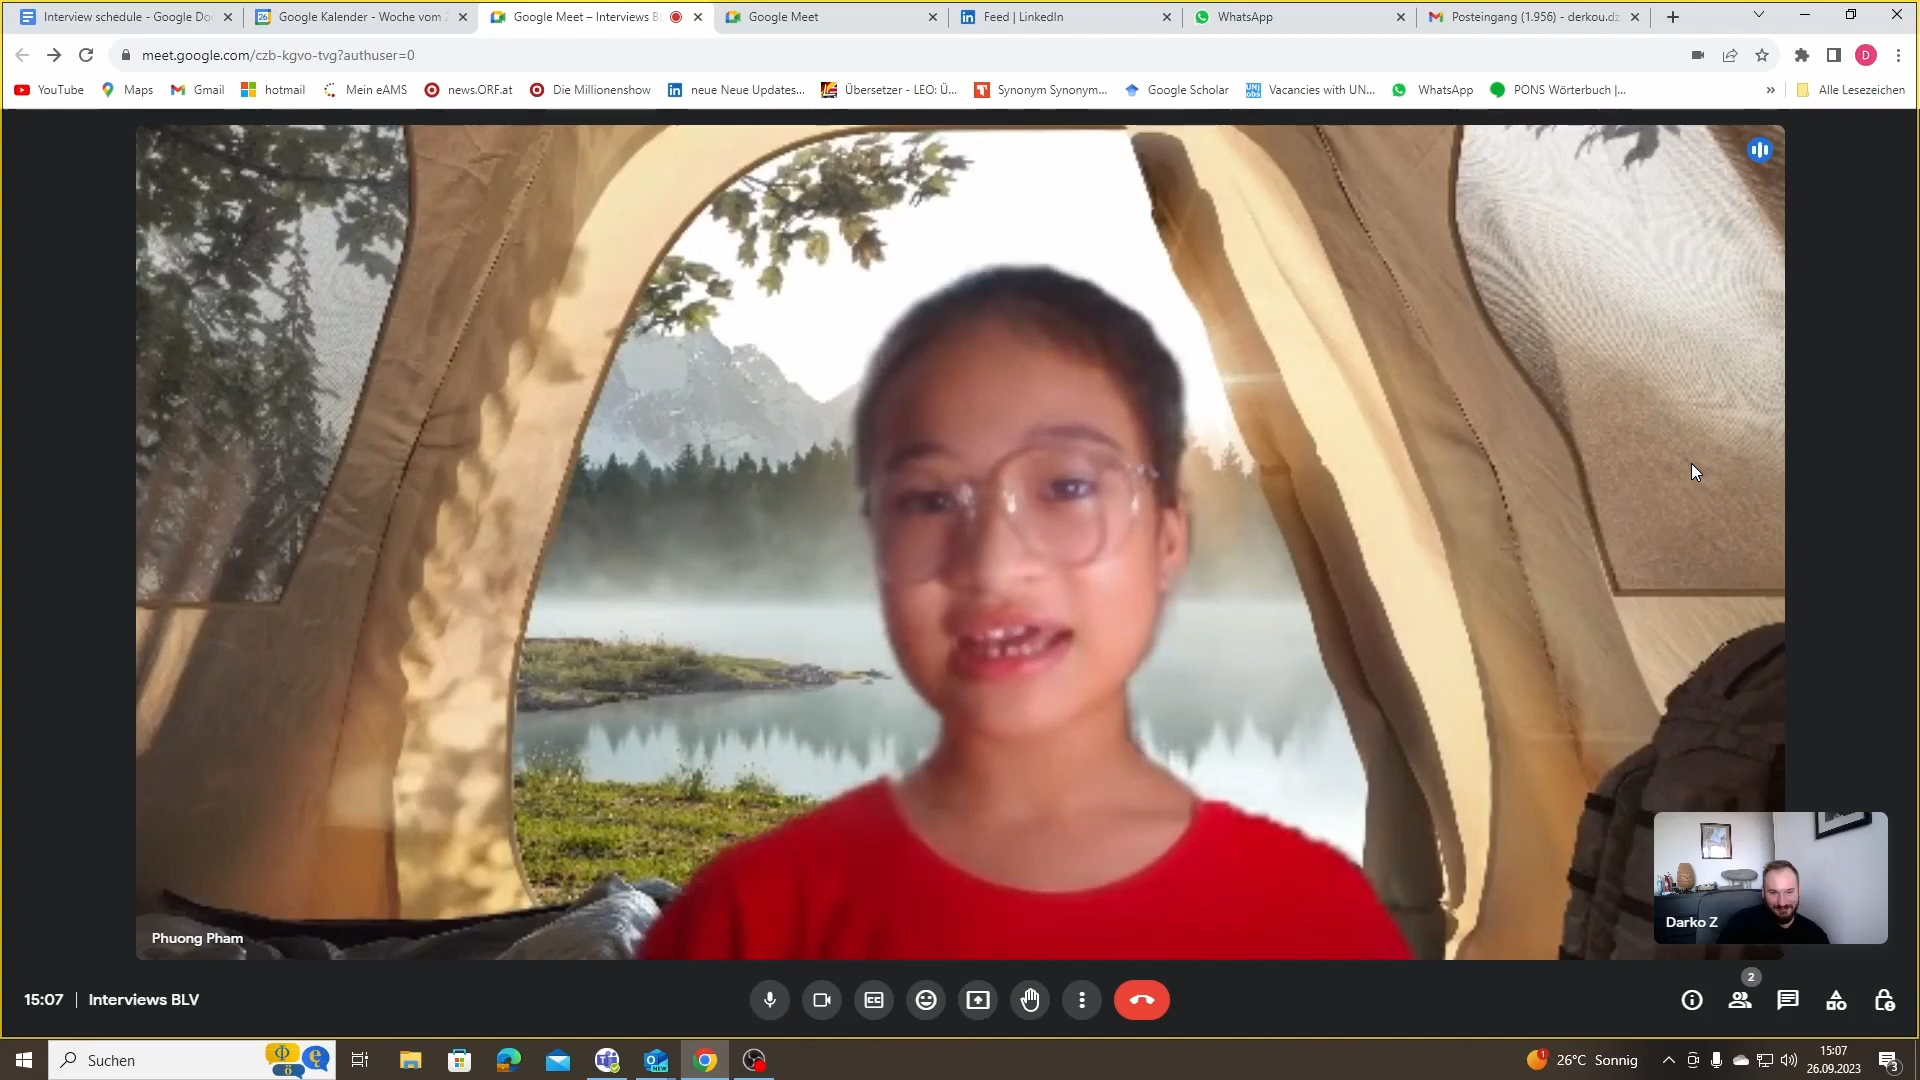 Interview schedule - Google Doc
Google Kalender - Woche vom
Google Meet – Interviews B
Google Meet
Feed | LinkedIn
WhatsApp
Posteingang (1.956) - derkou.dz
meet.google.com/czb-kgvo-tvg?authuser=0
D
YouTube
Maps
Gmail
hotmail
Mein eAMS
news.ORF.at
Die Millionenshow
neue Neue Updates...
Übersetzer - LEO: Ü...
Synonym Synonym...
Google Scholar
Vacancies with UN...
WhatsApp
PONS Wörterbuch |...
»
Alle Lesezeichen
Phuong Pham
Darko Z
15:07 | Interviews BLV
2
Suchen
26°C Sonnig
15:07
26.09.2023
3